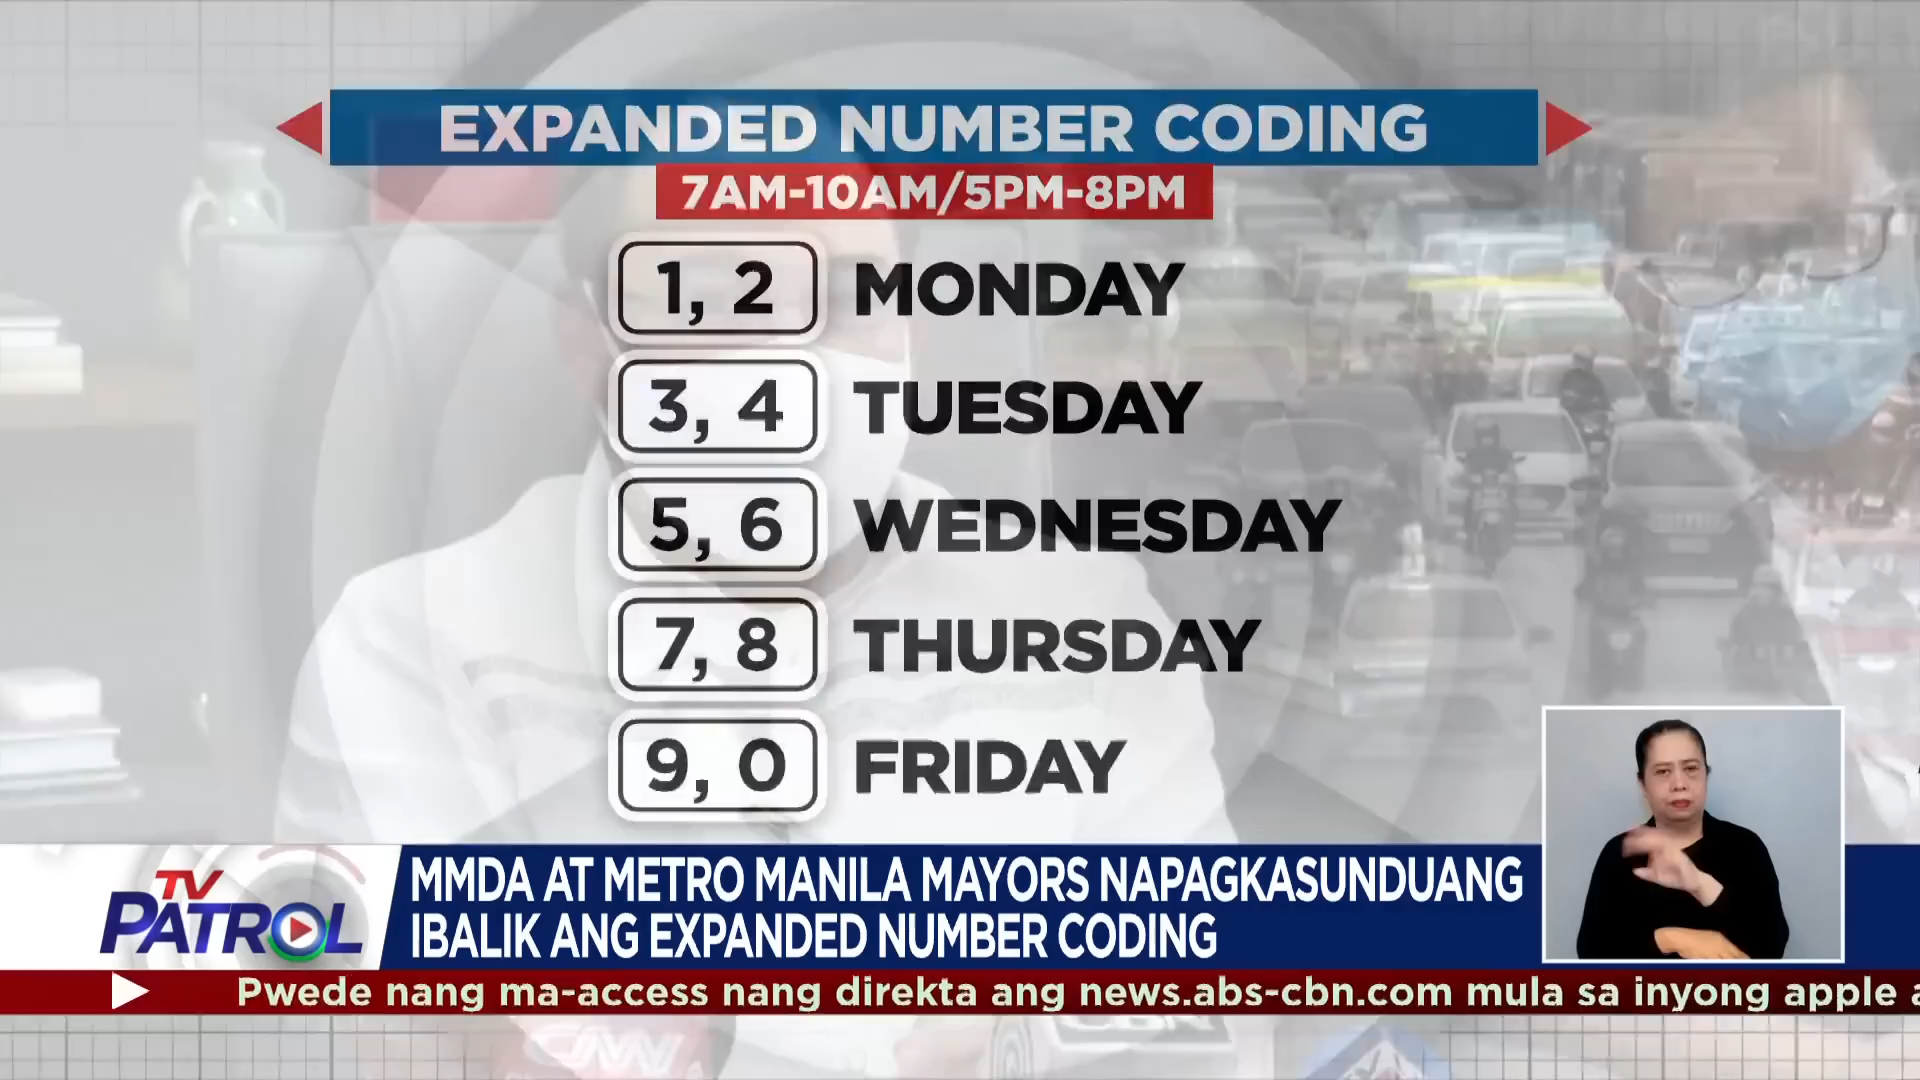 EXPANDED NUMBER CODING
7AM-10AM/5PM-8PM
1, 2 MONDAY
3, 4 TUESDAY
5, 6 WEDNESDAY
7, 8 THURSDAY
9, 0 FRIDAY
TV PATROL
MMDA AT METRO MANILA MAYORS NAPAGKASUNDUANG
IBALIK ANG EXPANDED NUMBER CODING
Pwede nang ma-access nang direkta ang news.abs-cbn.com mula sa inyong apple
CNN